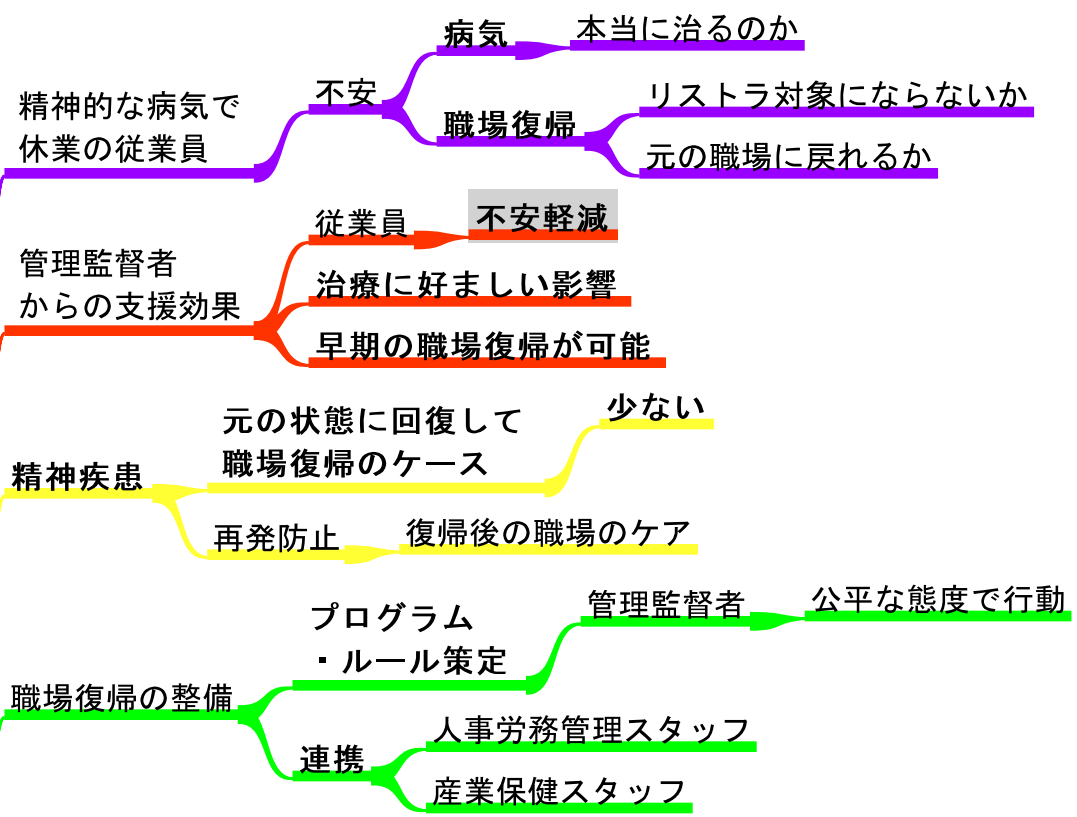 精神的な病気で
休業の従業員
不安
病気
本当に治るのか
職場復帰
リストラ対象にならないか
元の職場に戻れるか
管理監督者
からの支援効果
従業員
不安軽減
治療に好ましい影響
早期の職場復帰が可能
精神疾患
元の状態に回復して
職場復帰のケース
少ない
再発防止
復帰後の職場のケア
職場復帰の整備
プログラム
・ルール策定
管理監督者
公平な態度で行動
連携
人事労務管理スタッフ
産業保健スタッフ